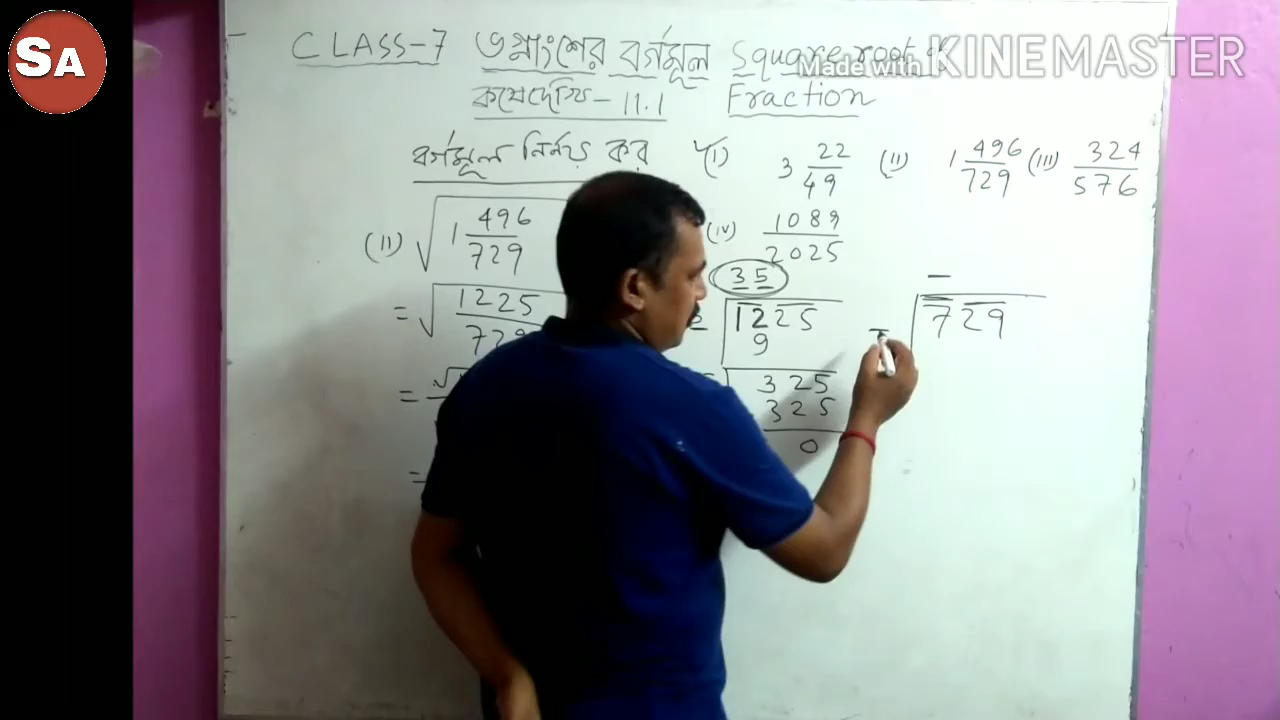 SA
CLASS-7 ভগ্নাংশের বর্গমূল Square root of
Made with KINEMASTER
কষে দেখি - 11.1 Fraction
বর্গমূল নির্নয় কর (i) 3 22/49 (ii) 1 496/729 (iii) 324/576
(iv) 1089/2025
(ii) √ 1 496/729
= √ 1225/729
= √
=
35
1225
9
325
325
0
729